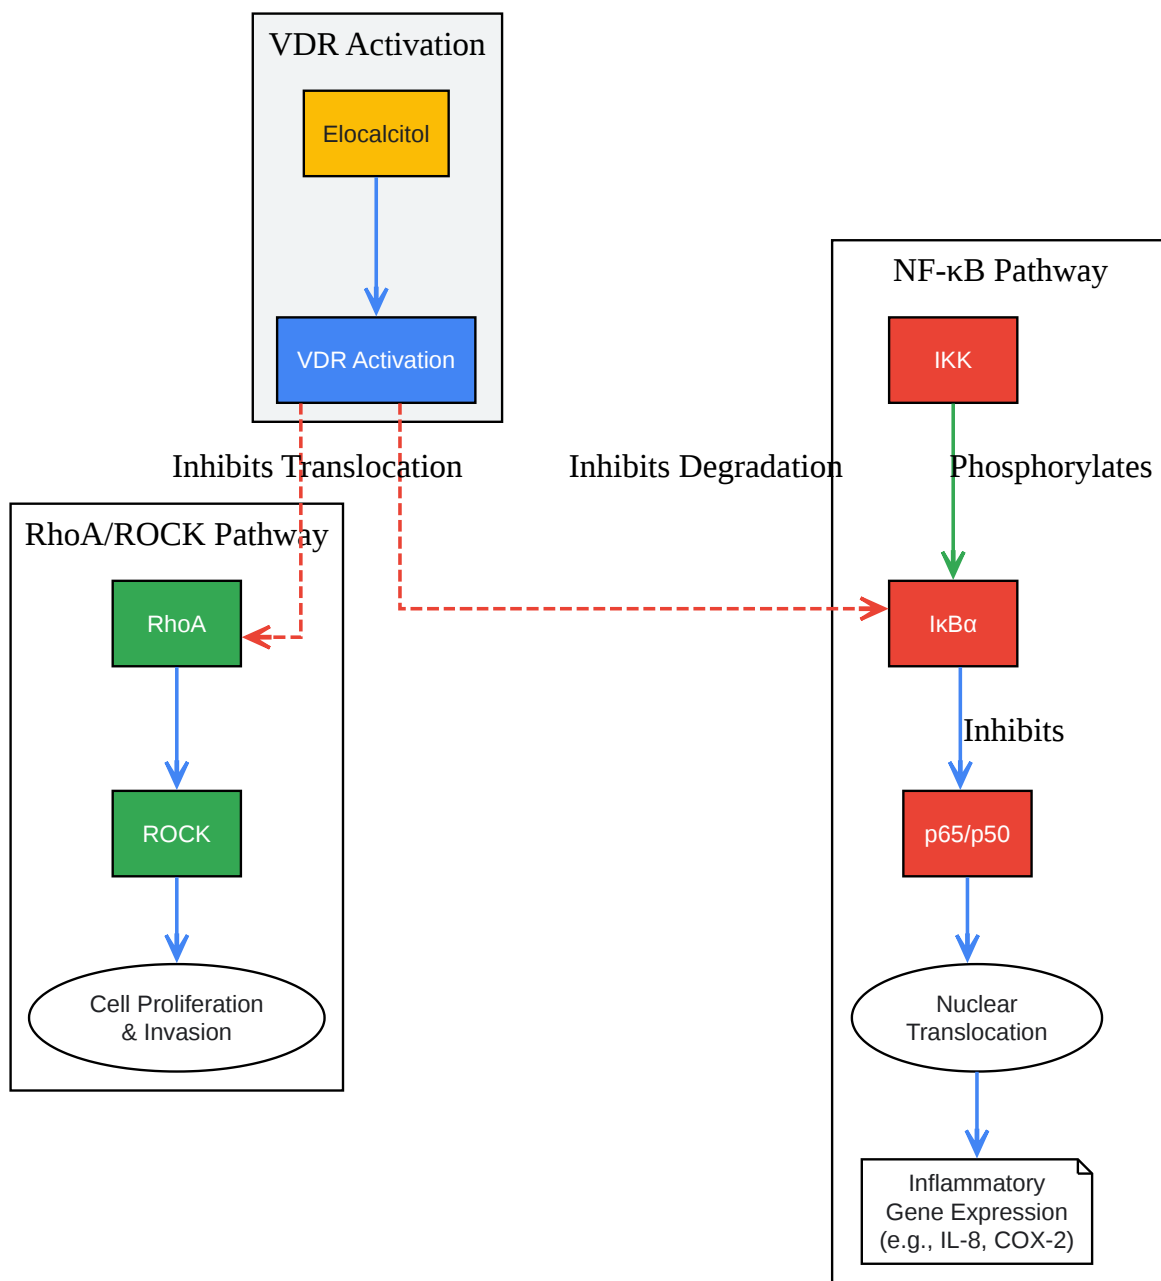 VDR Activation
Elocalcitol
VDR Activation
NF-κB Pathway
IKK
Inhibits Translocation
Inhibits Degradation
Phosphorylates
RhoA/ROCK Pathway
RhoA
IκBα
Inhibits
ROCK
p65/p50
Cell Proliferation
& Invasion
Nuclear
Translocation
Inflammatory
Gene Expression
(e.g., IL-8, COX-2)